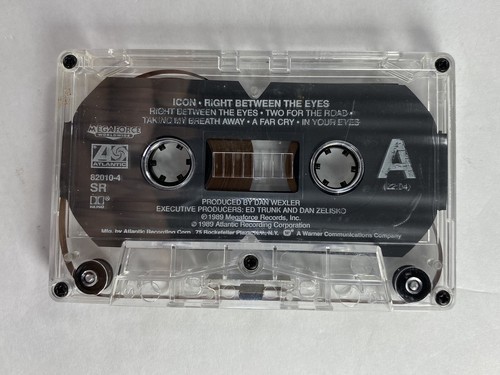 ICON • RIGHT BETWEEN THE EYES
RIGHT BETWEEN THE EYES • TWO FOR THE ROAD •
TAKING MY BREATH AWAY • A FAR CRY • IN YOUR EYES
MEGAFORCE
WORLDWIDE
ATLANTIC
82010-4
SR
A
(22:04)
PRODUCED BY DAN WEXLER
EXECUTIVE PRODUCERS: ED TRUNK AND DAN ZELISKO
℗ 1989 Megaforce Records, Inc.
© 1989 Atlantic Recording Corporation
Mfg. by Atlantic Recording Corp., 75 Rockefeller N.Y. A Warner Communications Company